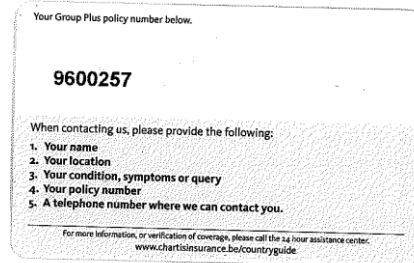 Your Group Plus policy number below.
9600257
When contacting us, please provide the following:
1. Your name
2. Your location
3. Your condition, symptoms or query
4. Your policy number
5. A telephone number where we can contact you.
For more information, or verification of coverage, please call the 24 hour assistance center.
www.chartisinsurance.be/countryguide